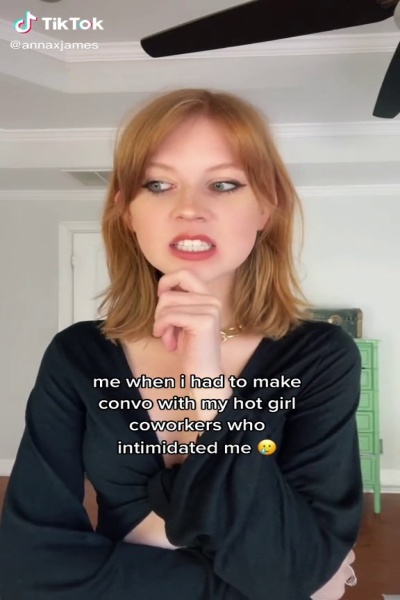 TikTok
@annaxjames
me when i had to make
convo with my hot girl
coworkers who
intimidated me 🥲